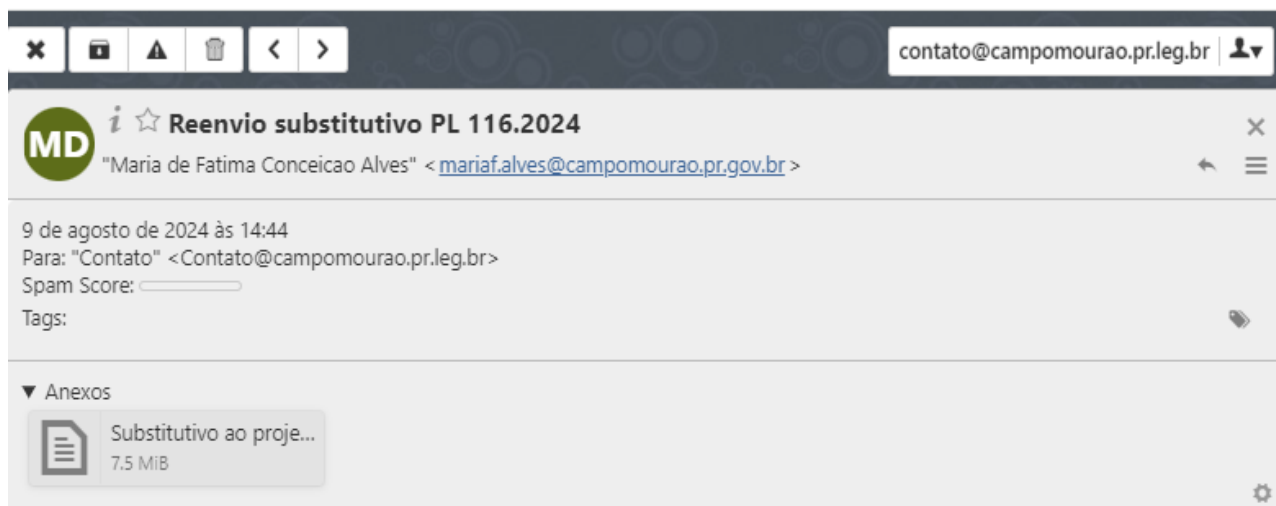 contato@campomourao.pr.leg.br
MD
i Reenvio substitutivo PL 116.2024
"Maria de Fatima Conceicao Alves" < mariaf.alves@campomourao.pr.gov.br >
9 de agosto de 2024 às 14:44
Para: "Contato" <Contato@campomourao.pr.leg.br>
Spam Score:
Tags:
▼ Anexos
Substitutivo ao proje...
7.5 MiB